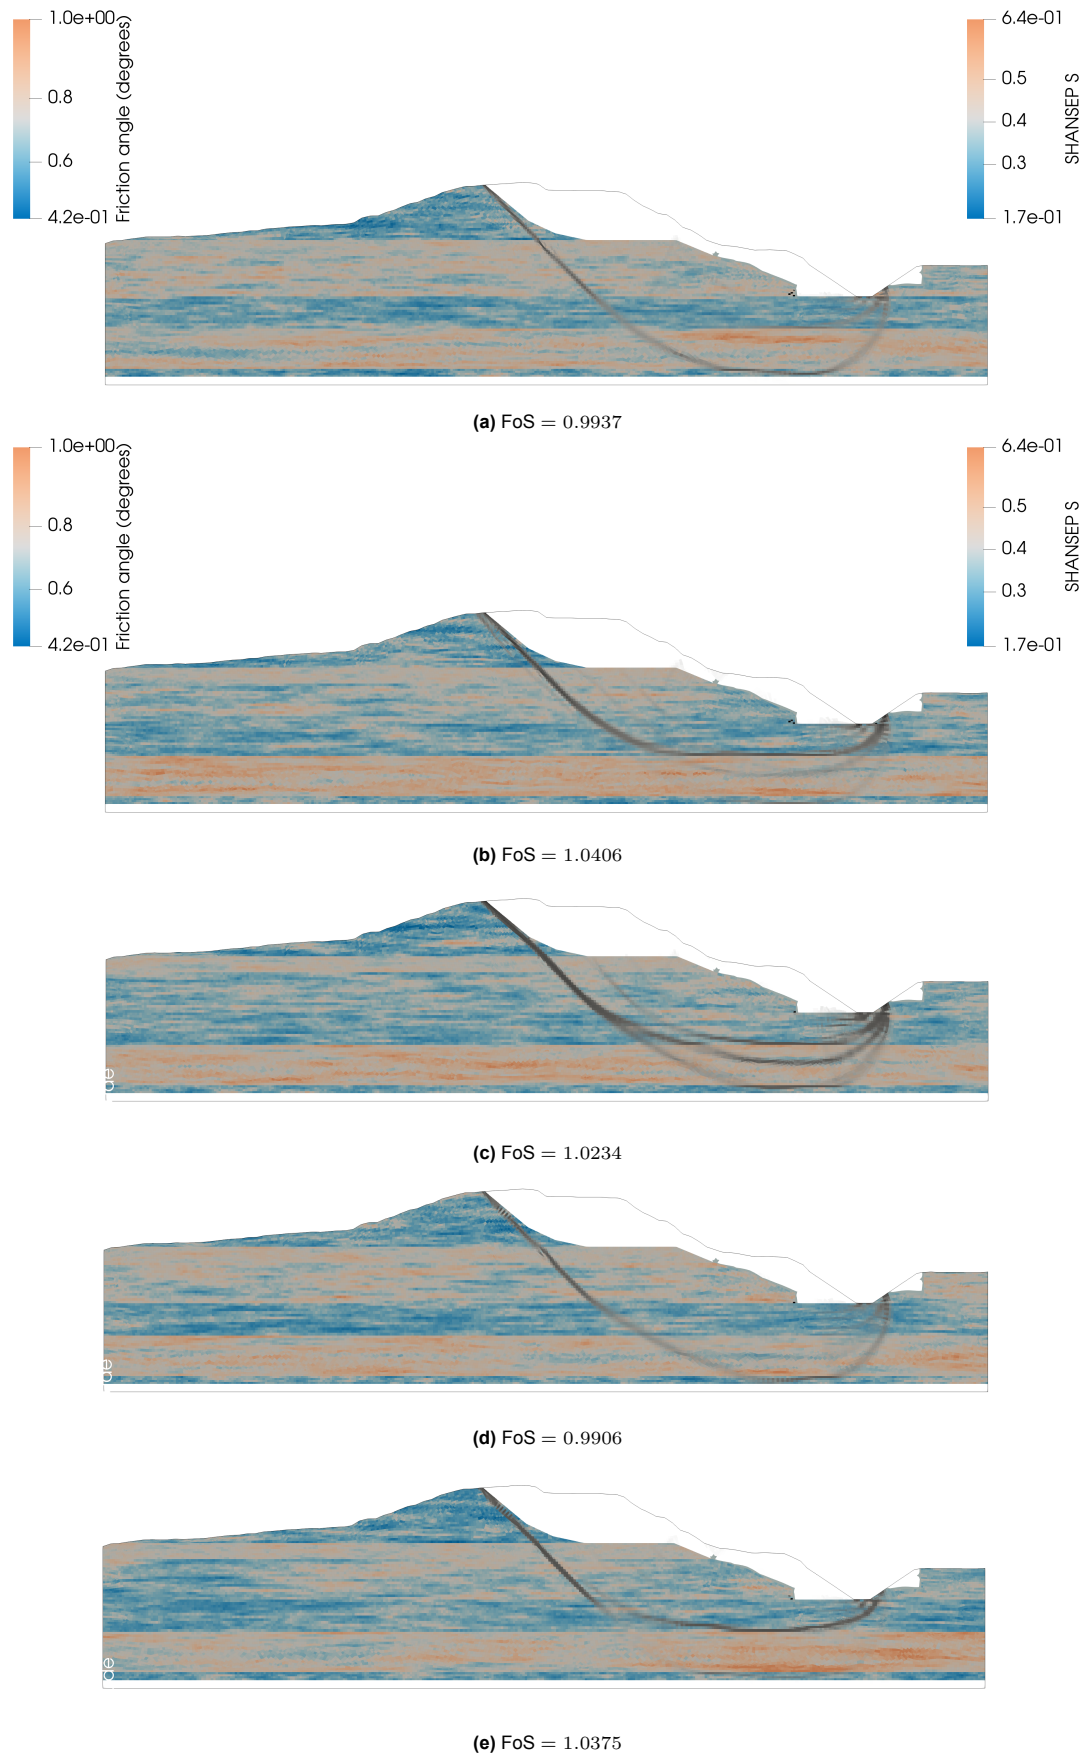 1.0e+00
0.8
0.6
4.2e-01
Friction angle (degrees)
6.4e-01
0.5
0.4
0.3
1.7e-01
SHANSEP S
(a) FoS = 0.9937
1.0e+00
0.8
0.6
4.2e-01
Friction angle (degrees)
6.4e-01
0.5
0.4
0.3
1.7e-01
SHANSEP S
(b) FoS = 1.0406
de
(c) FoS = 1.0234
de
(d) FoS = 0.9906
de
(e) FoS = 1.0375